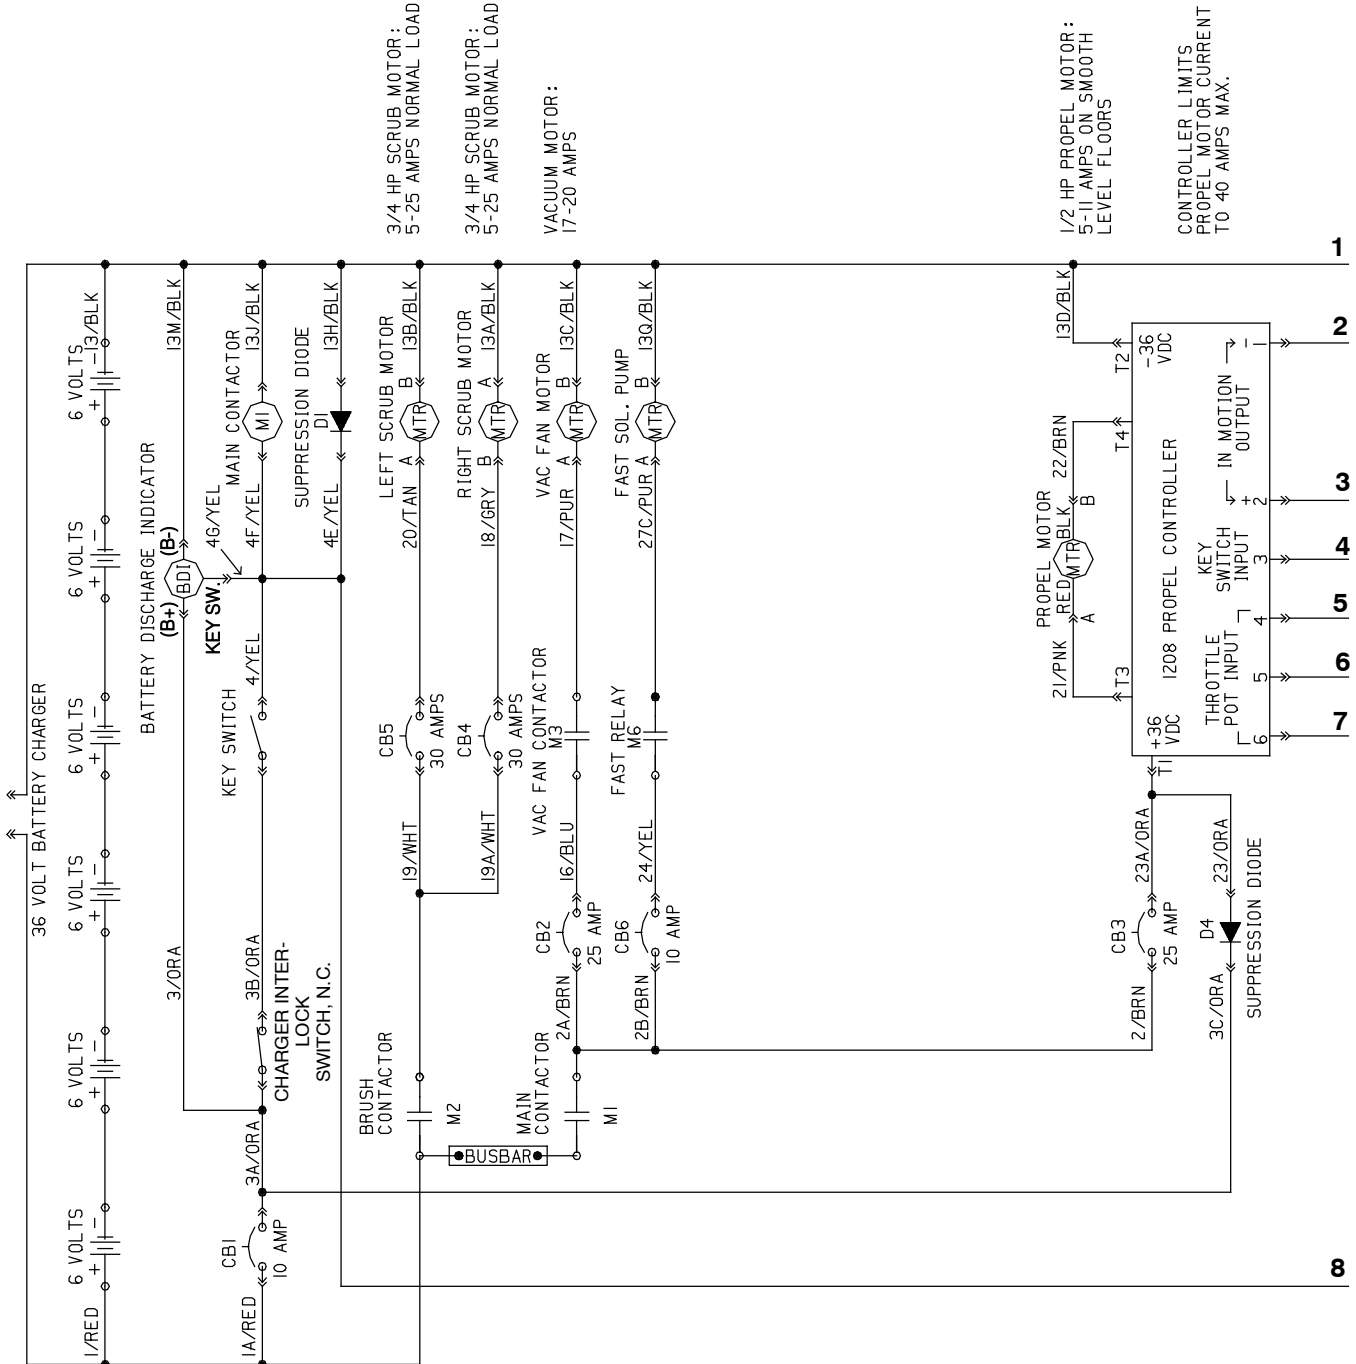 3/4 HP SCRUB MOTOR:
5-25 AMPS NORMAL LOAD
3/4 HP SCRUB MOTOR:
5-25 AMPS NORMAL LOAD
VACUUM MOTOR:
17-20 AMPS
1/2 HP PROPEL MOTOR:
5-11 AMPS ON SMOOTH
LEVEL FLOORS
CONTROLLER LIMITS
PROPEL MOTOR CURRENT
TO 40 AMPS MAX.
1
2
3
4
5
6
7
8
36 VOLT BATTERY CHARGER
1/RED
6 VOLTS
+ -
6 VOLTS
+ -
6 VOLTS
+ -
6 VOLTS
+ -
6 VOLTS
+ -
6 VOLTS
+ -
13/BLK
BATTERY DISCHARGE INDICATOR
3/ORA
(B+)
BDI
(B-)
13M/BLK
KEY SW.
4G/YEL
1A/RED
CB1
10 AMP
3A/ORA
CHARGER INTER-
LOCK
SWITCH, N.C.
3B/ORA
KEY SWITCH
4/YEL
4F/YEL
MAIN CONTACTOR
M1
13J/BLK
SUPPRESSION DIODE
4E/YEL
D1
13H/BLK
BRUSH
CONTACTOR
M2
19/WHT
CB5
30 AMPS
20/TAN
LEFT SCRUB MOTOR
A
MTR
B
13B/BLK
19A/WHT
CB4
30 AMPS
18/GRY
RIGHT SCRUB MOTOR
B
MTR
A
13A/BLK
BUSBAR
MAIN
CONTACTOR
M1
2A/BRN
CB2
25 AMP
16/BLU
VAC FAN CONTACTOR
M3
17/PUR
VAC FAN MOTOR
A
MTR
B
13C/BLK
2B/BRN
CB6
10 AMP
24/YEL
FAST RELAY
M6
27C/PUR
FAST SOL. PUMP
A
MTR
B
13Q/BLK
PROPEL MOTOR
21/PNK
A
RED
MTR
BLK
B
22/BRN
13D/BLK
T1
T3
T4
T2
+36
VDC
-36
VDC
1208 PROPEL CONTROLLER
THROTTLE
POT INPUT
KEY
SWITCH
INPUT
IN MOTION
OUTPUT
+
-
6
5
4
3
2
1
2/BRN
CB3
25 AMP
23A/ORA
3C/ORA
D4
23/ORA
SUPPRESSION DIODE